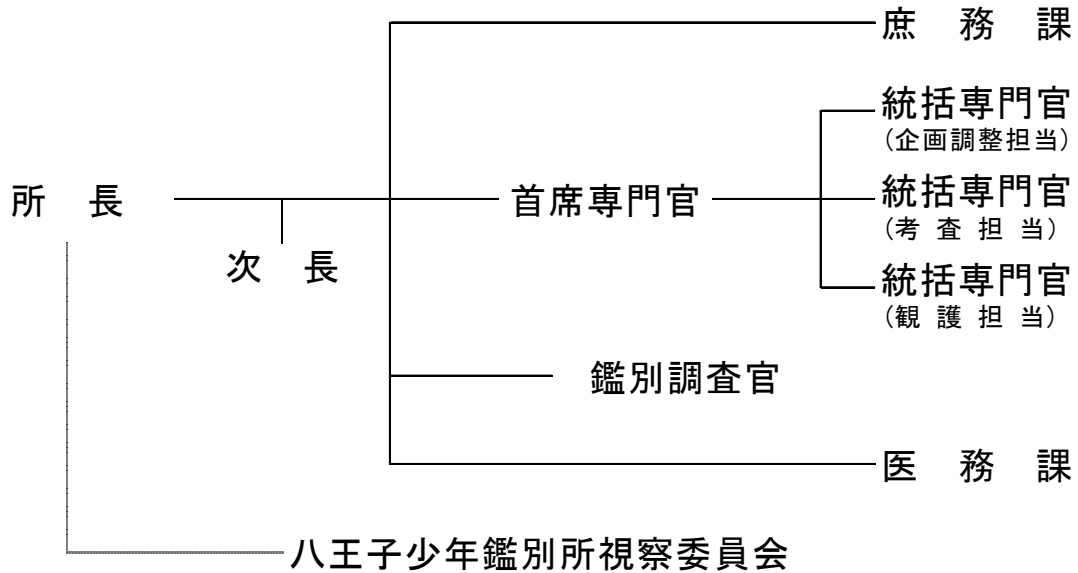 庶　務　課
統括専門官
(企画調整担当)
所　長
首席専門官
統括専門官
(考 査 担 当)
次　長
統括専門官
(観 護 担 当)
鑑別調査官
医　務　課
八王子少年鑑別所視察委員会